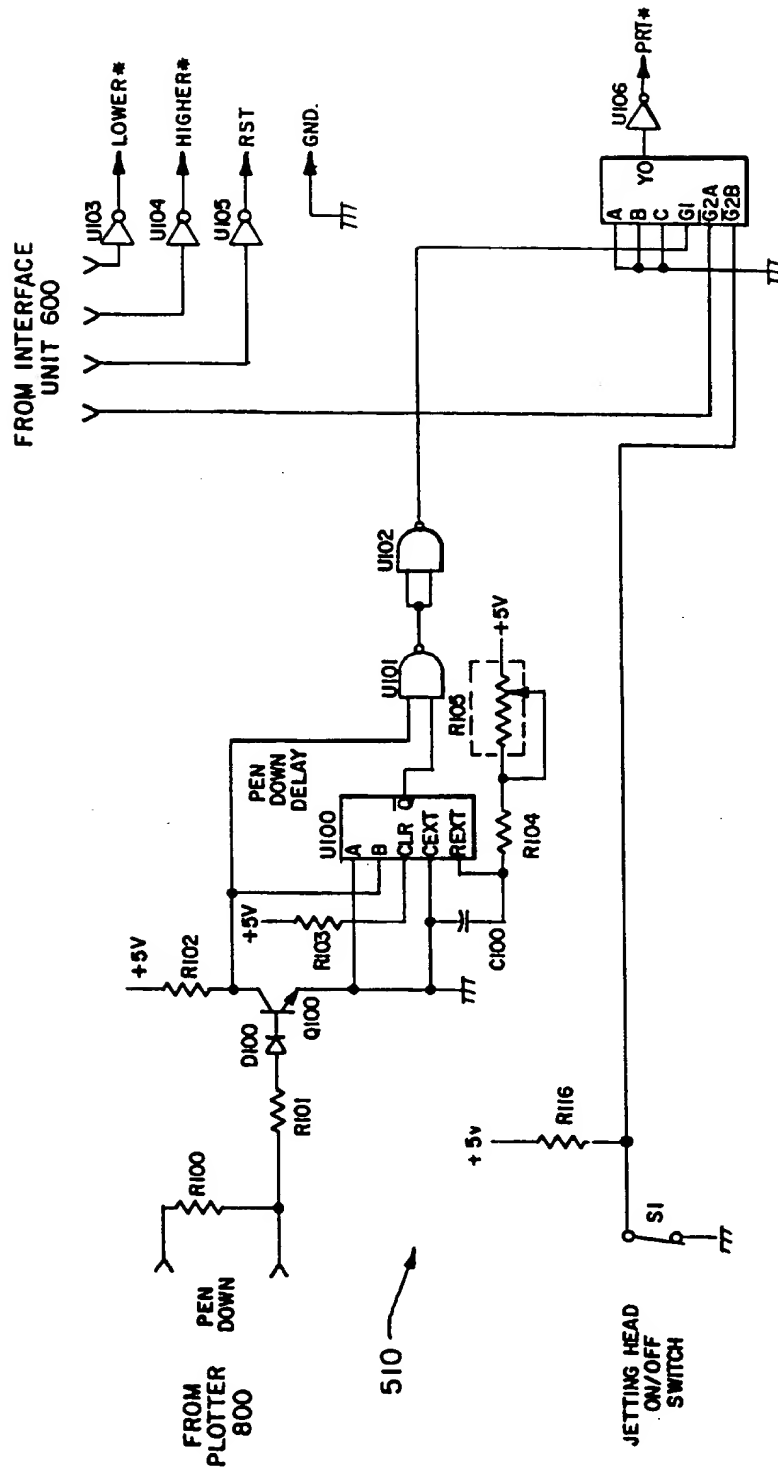 FROM INTERFACE
UNIT 600
U103
LOWER*
U104
HIGHER*
U105
RST
GND.
U106
PRT*
A
B
C
G1
G2A
G2B
Y0
U102
U101
PEN
DOWN
DELAY
U100
A
B
CLR
CEXT
REXT
Q
+5V
R105
R104
C100
+5V
R103
+5V
R102
D100
Q100
R101
R100
PEN
DOWN
FROM
PLOTTER
800
510
+5v
R116
S1
JETTING HEAD
ON/OFF
SWITCH